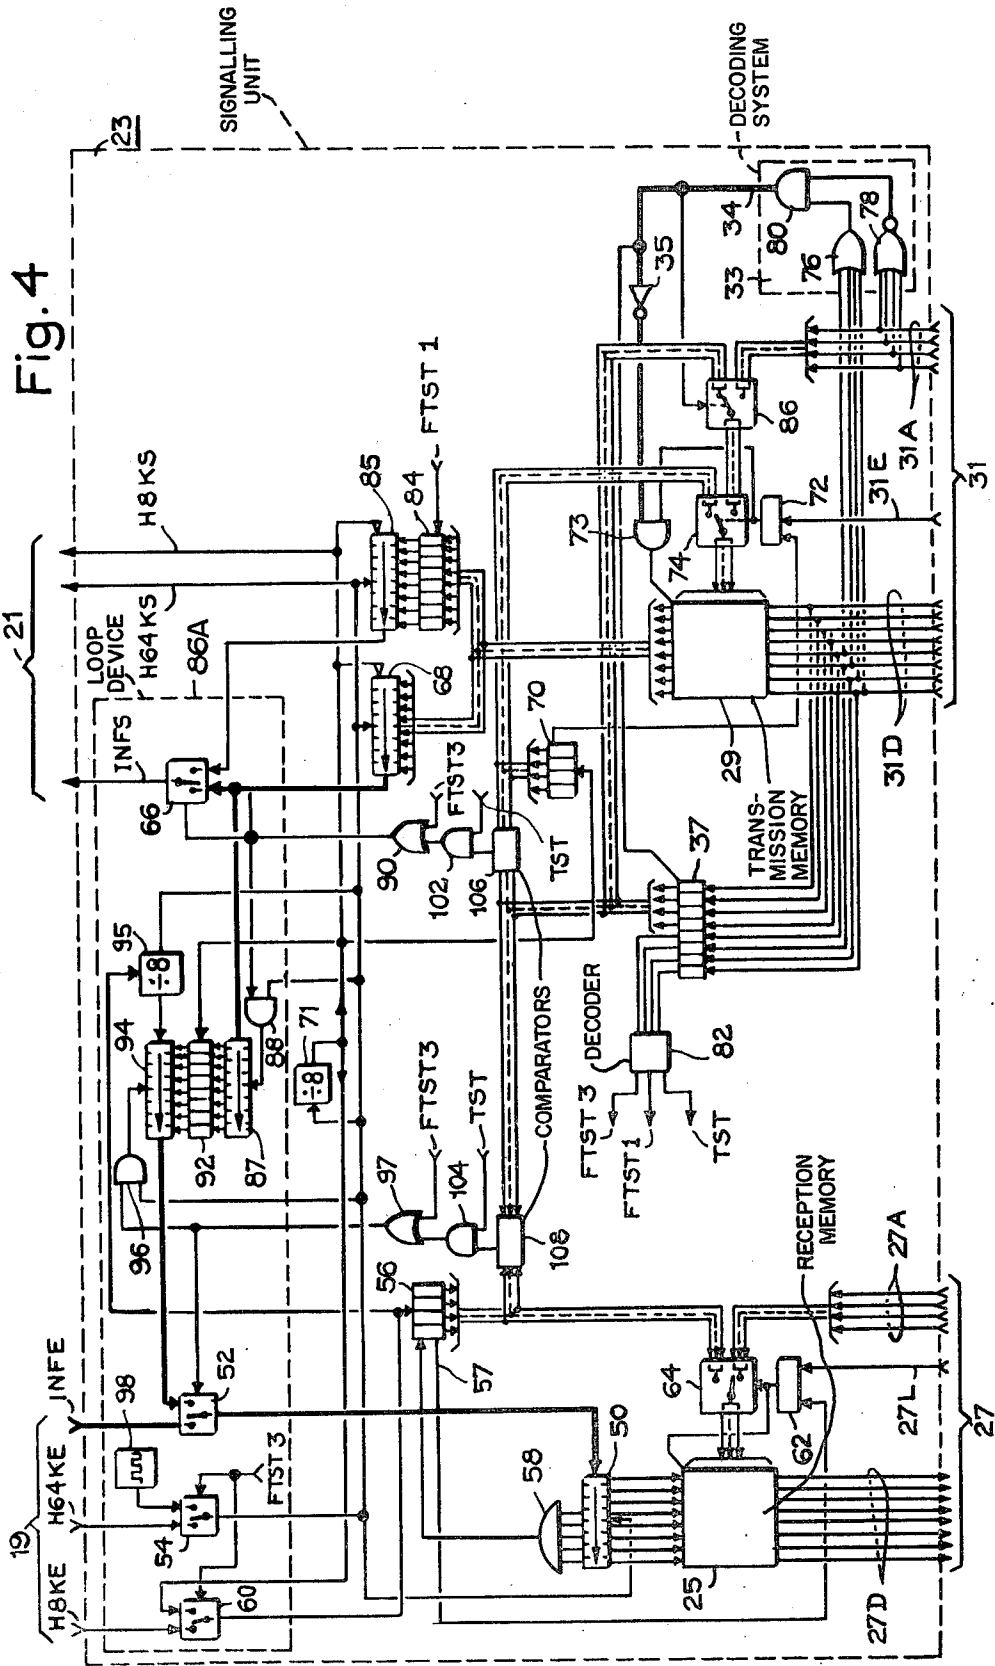 Fig. 4
21
19
H8KE
H64KE
INFE
INFS
LOOP
DEVICE
H64KS
86A
H8KS
23
SIGNALLING
UNIT
98
52
54
60
FTST 3
96
94
92
87
95
88
71
÷8
÷8
66
68
85
84
FTST 1
97
FTST 3
104
TST
108
90
FTST3
102
TST
106
70
COMPARATORS
56
57
58
50
64
62
25
RECEPTION
MEMORY
27D
27L
27A
27
DECODER
82
FTST 3
FTST1
TST
37
TRANS-
MISSION
MEMORY
29
73
74
72
86
35
34
33
80
76
78
DECODING
SYSTEM
31D
31E
31A
31